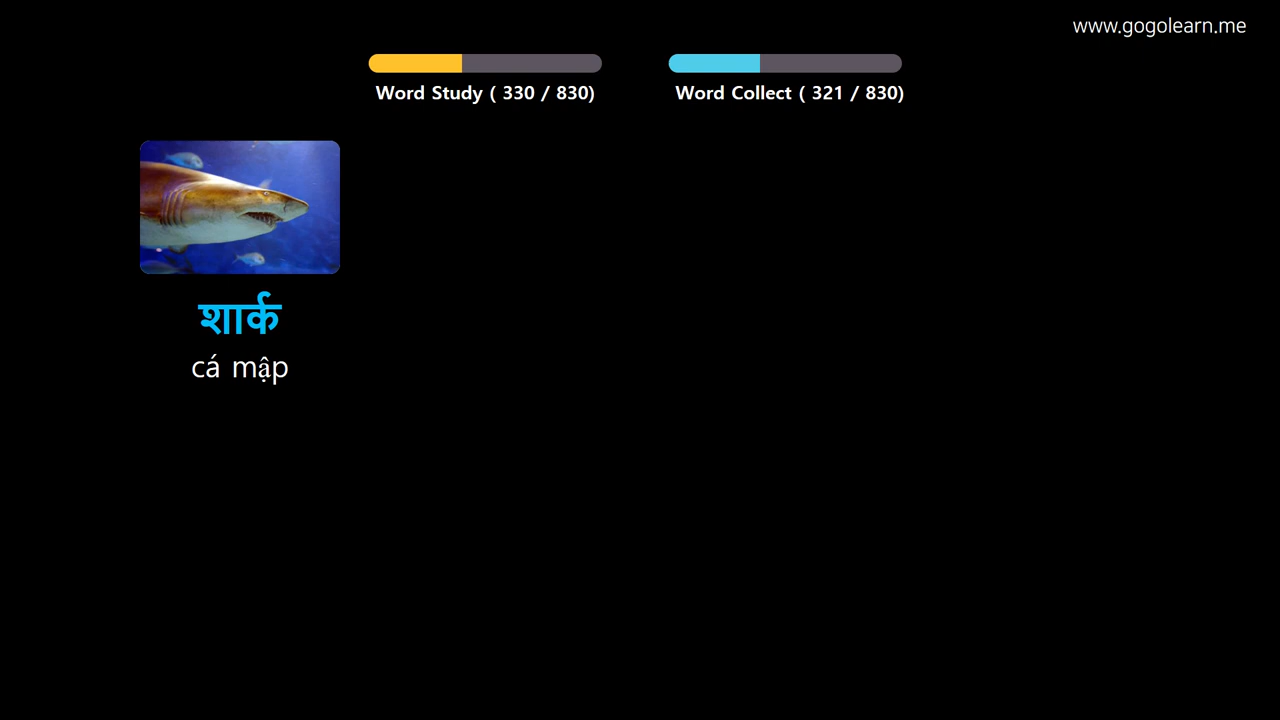 www.gogolearn.me
Word Study ( 330 / 830)
Word Collect ( 321 / 830)
शार्क
cá mập